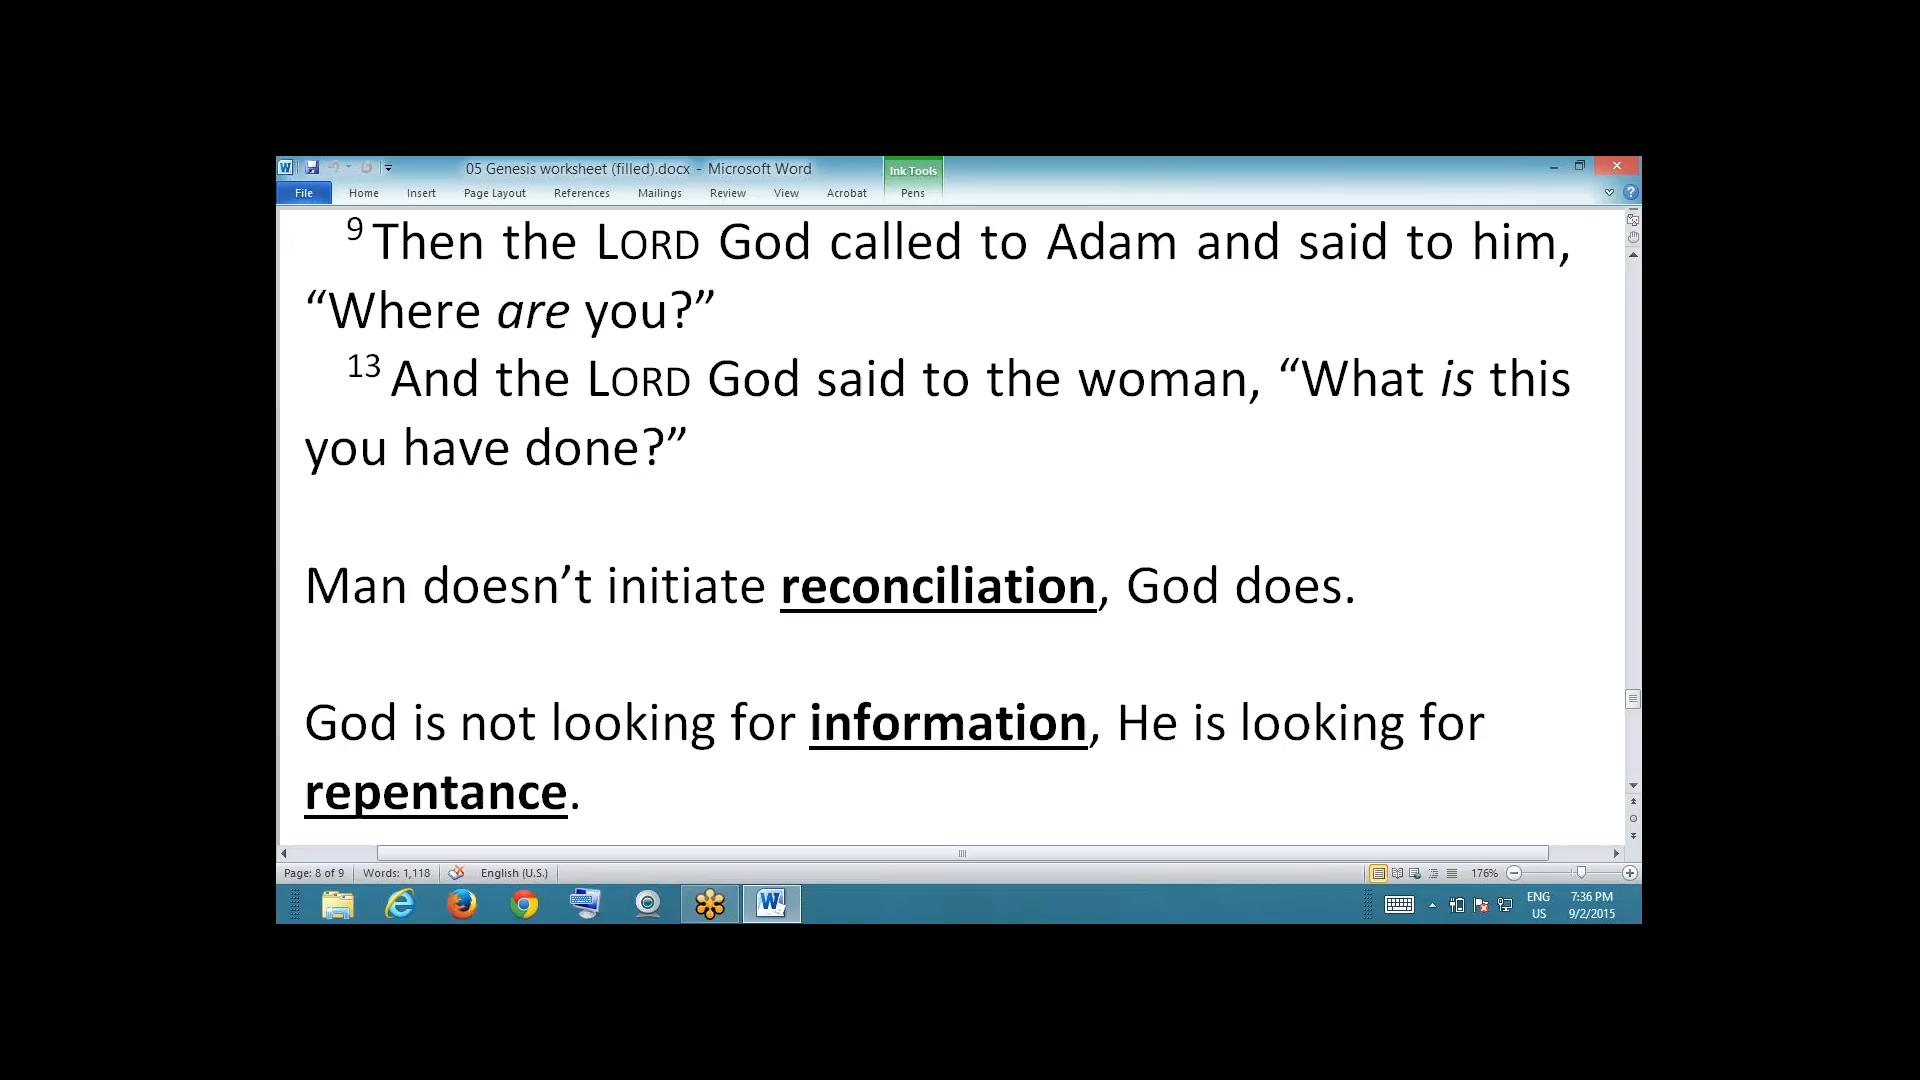 05 Genesis worksheet (filled).docx - Microsoft Word
Ink Tools
File Home Insert Page Layout References Mailings Review View Acrobat Pens
9 Then the LORD God called to Adam and said to him,
“Where are you?”
13 And the LORD God said to the woman, “What is this
you have done?”
Man doesn’t initiate reconciliation, God does.
God is not looking for information, He is looking for
repentance.
Page: 8 of 9 Words: 1,118 English (U.S.) 176%
ENG 7:36 PM
US 9/2/2015